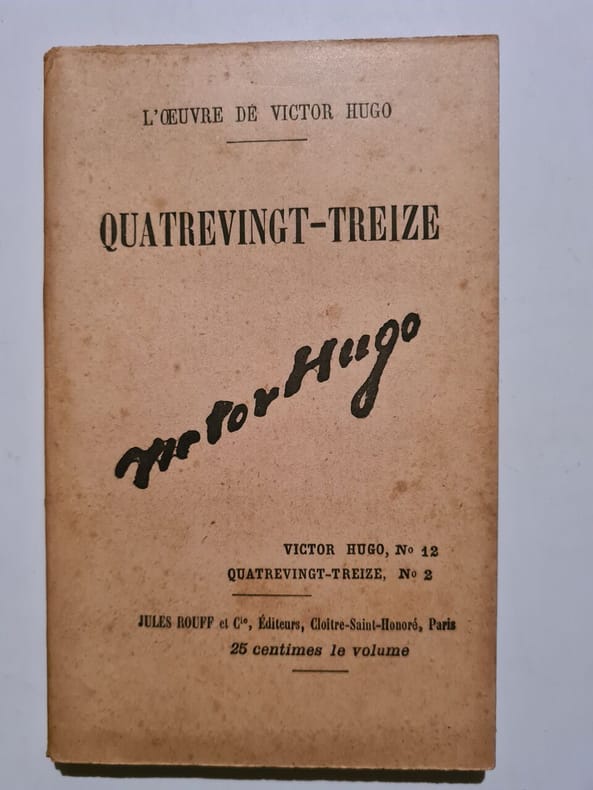 L'ŒUVRE DE VICTOR HUGO
QUATREVINGT-TREIZE
Victor Hugo
VICTOR HUGO, No 12
QUATREVINGT-TREIZE, No 2
JULES ROUFF et Cie, Éditeurs, Cloître-Saint-Honoré, Paris
25 centimes le volume